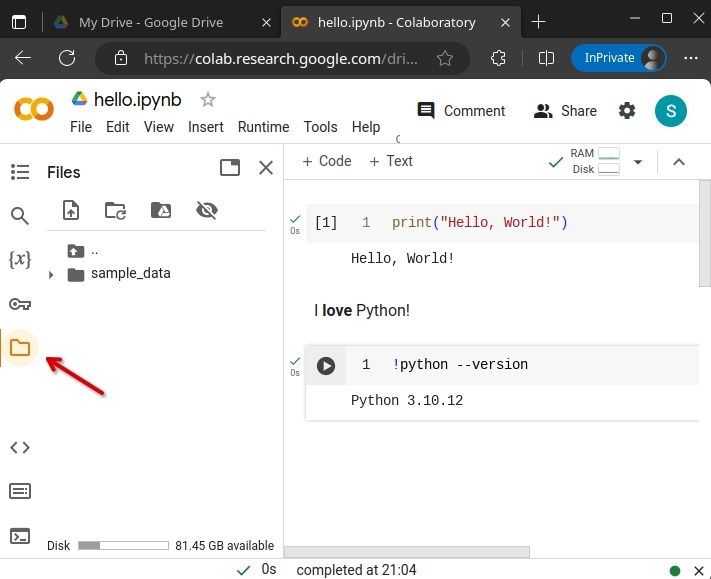 My Drive - Google Drive
hello.ipynb - Colaboratory
https://colab.research.google.com/dri...
InPrivate
hello.ipynb
File Edit View Insert Runtime Tools Help
Comment
Share
S
Files
+ Code + Text
RAM
Disk
..
sample_data
{x}
0s
[1] 1 print("Hello, World!")
Hello, World!
I love Python!
0s
1 !python --version
Python 3.10.12
Disk 81.45 GB available
0s completed at 21:04